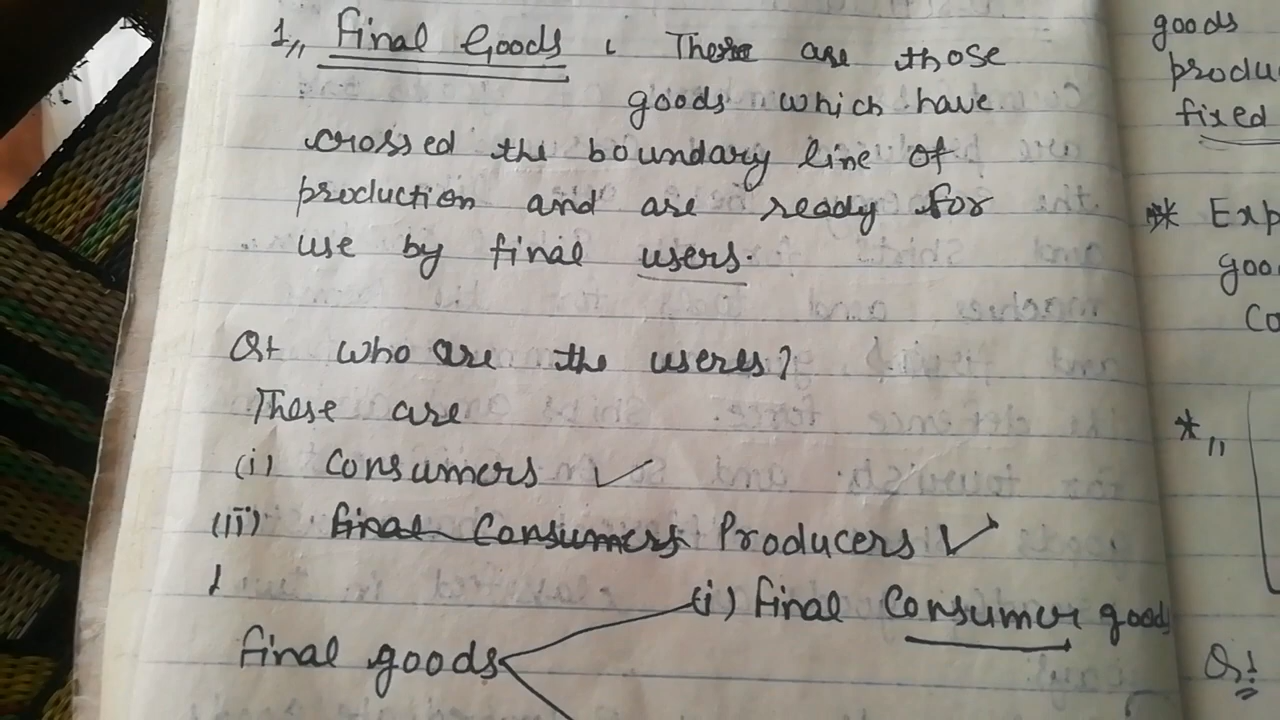 1,, Final Goods : These are those
goods which have
crossed the boundary line of
production and are ready for
use by final users.
Q: who are the useres?
These are
(i) Consumers ✓
(ii) final Consumers Producers ✓
final goods
(i) final Consumer goods
goods
produ
fixed
** Exp
goo
Co
*,,
Q: